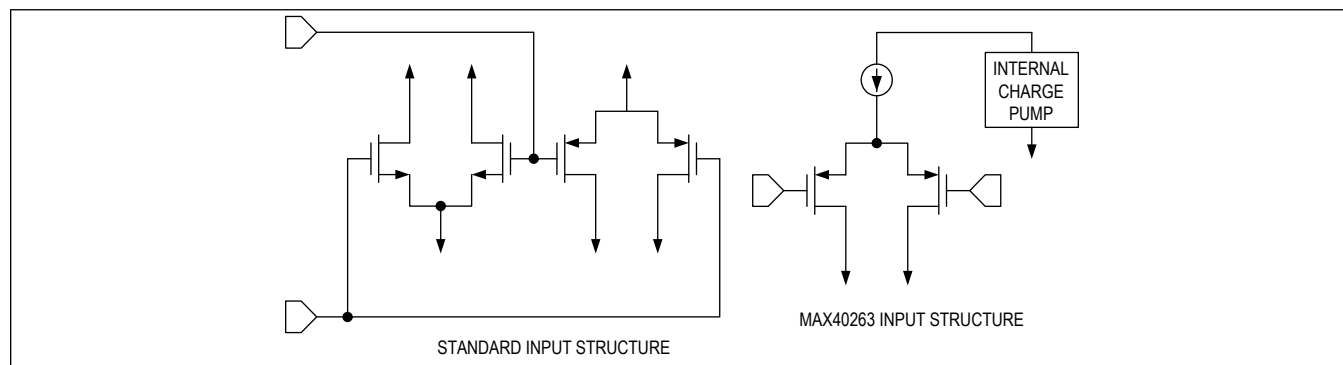 INTERNAL
CHARGE
PUMP
MAX40263 INPUT STRUCTURE
STANDARD INPUT STRUCTURE